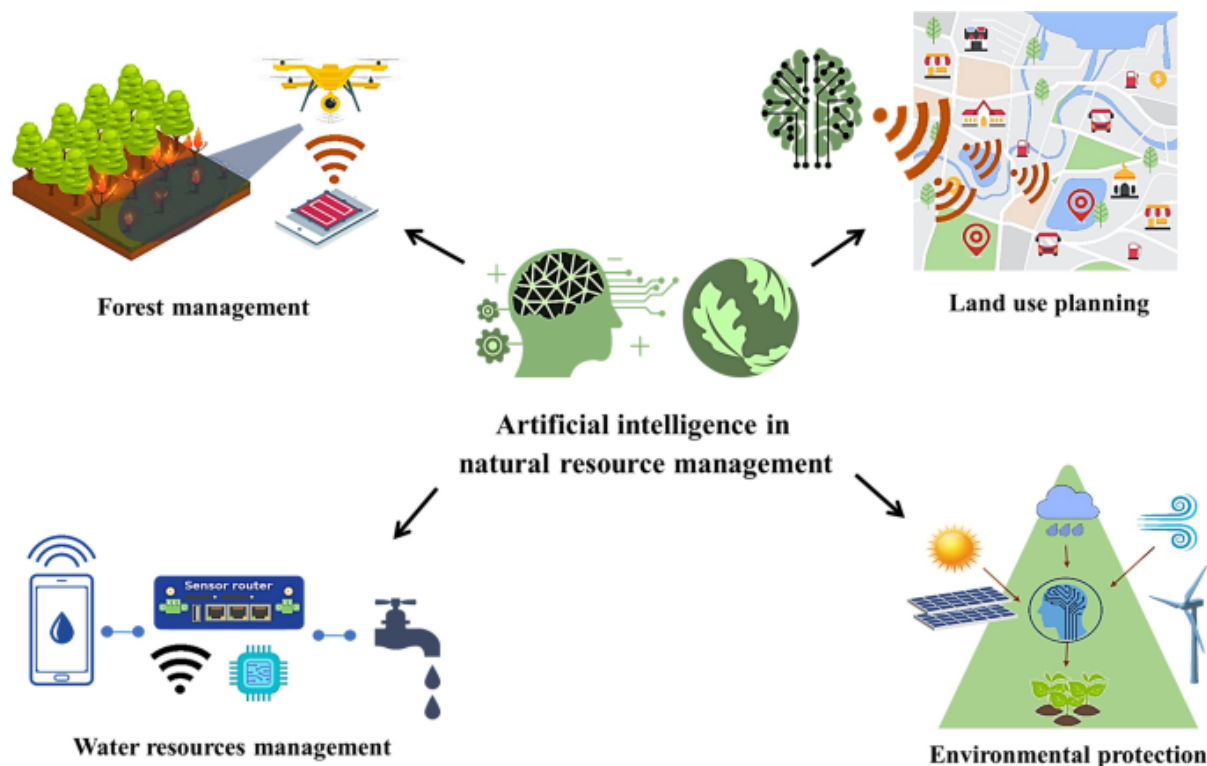 Forest management
Land use planning
Artificial intelligence in
natural resource management
Sensor router
Water resources management
Environmental protection